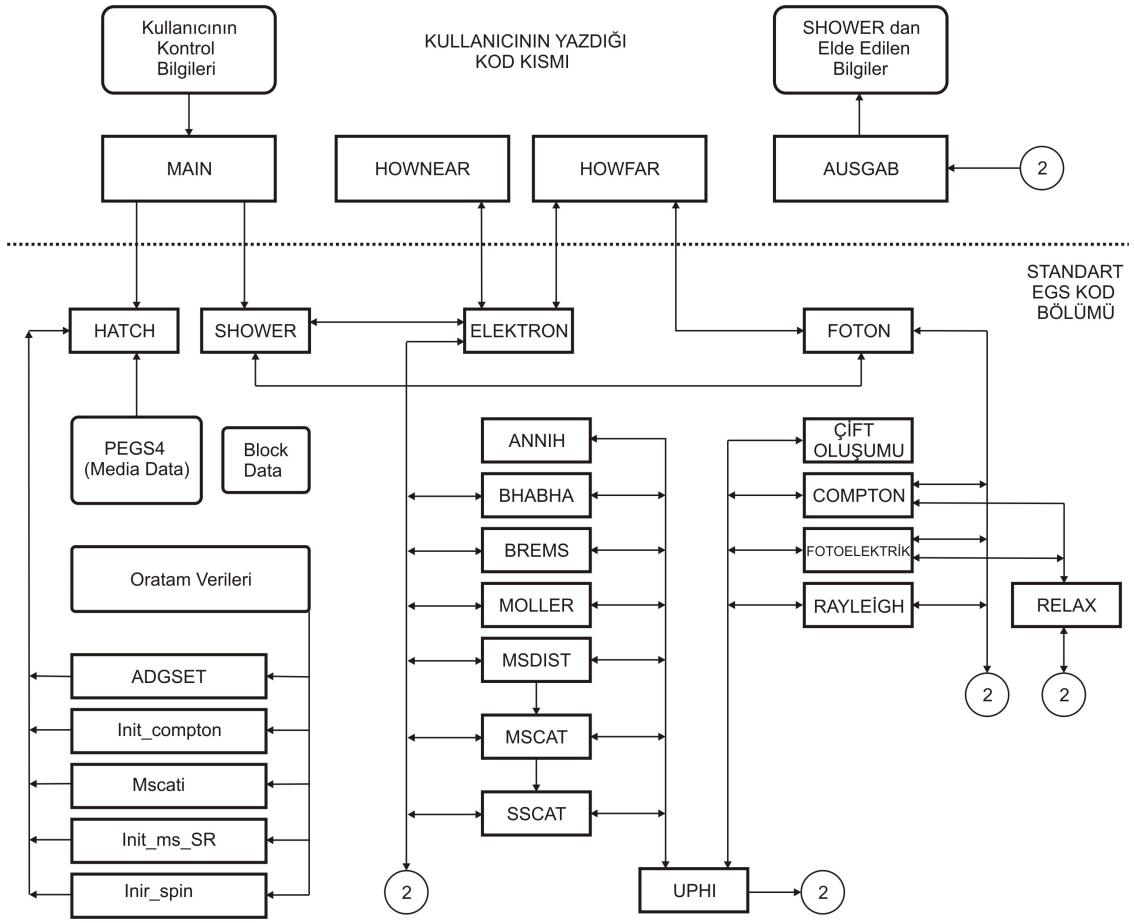 Kullanıcının
Kontrol
Bilgileri
KULLANICININ YAZDIĞI
KOD KISMI
SHOWER dan
Elde Edilen
Bilgiler
MAIN
HOWNEAR
HOWFAR
AUSGAB
2
STANDART
EGS KOD
BÖLÜMÜ
HATCH
SHOWER
ELEKTRON
FOTON
PEGS4
(Media Data)
Block
Data
ANNIH
ÇİFT
OLUŞUMU
BHABHA
COMPTON
BREMS
FOTOELEKTRİK
Oratam Verileri
MOLLER
RAYLEİGH
RELAX
ADGSET
MSDIST
2
2
Init_compton
MSCAT
Mscati
SSCAT
Init_ms_SR
Inir_spin
2
UPHI
2